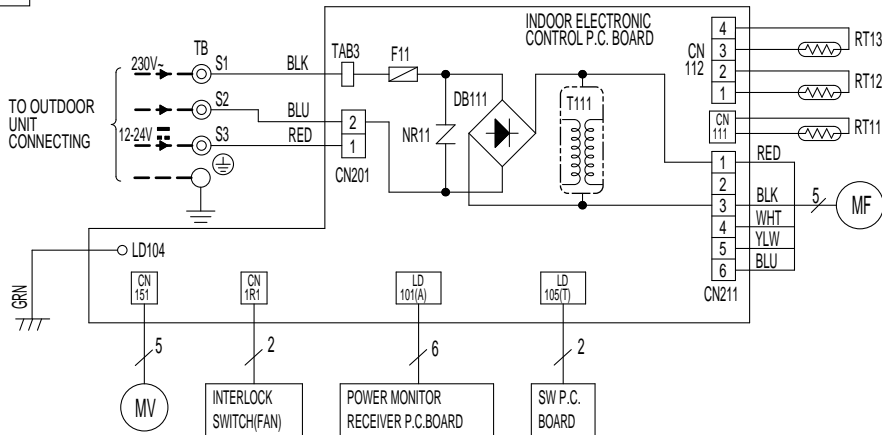 INDOOR ELECTRONIC
CONTROL P.C. BOARD
230V~
TB
S1
BLK
TAB3
F11
DB111
T111
CN
112
4
3
2
1
RT13
RT12
TO OUTDOOR
UNIT
CONNECTING
S2
BLU
2
12-24V
S3
RED
1
CN201
NR11
CN
111
RT11
1
RED
2
3
BLK
5
MF
4
WHT
5
YLW
6
BLU
CN211
LD104
GRN
CN
151
CN
1R1
LD
101(A)
LD
105(T)
5
2
6
2
MV
INTERLOCK
SWITCH(FAN)
POWER MONITOR
RECEIVER P.C.BOARD
SW P.C.
BOARD